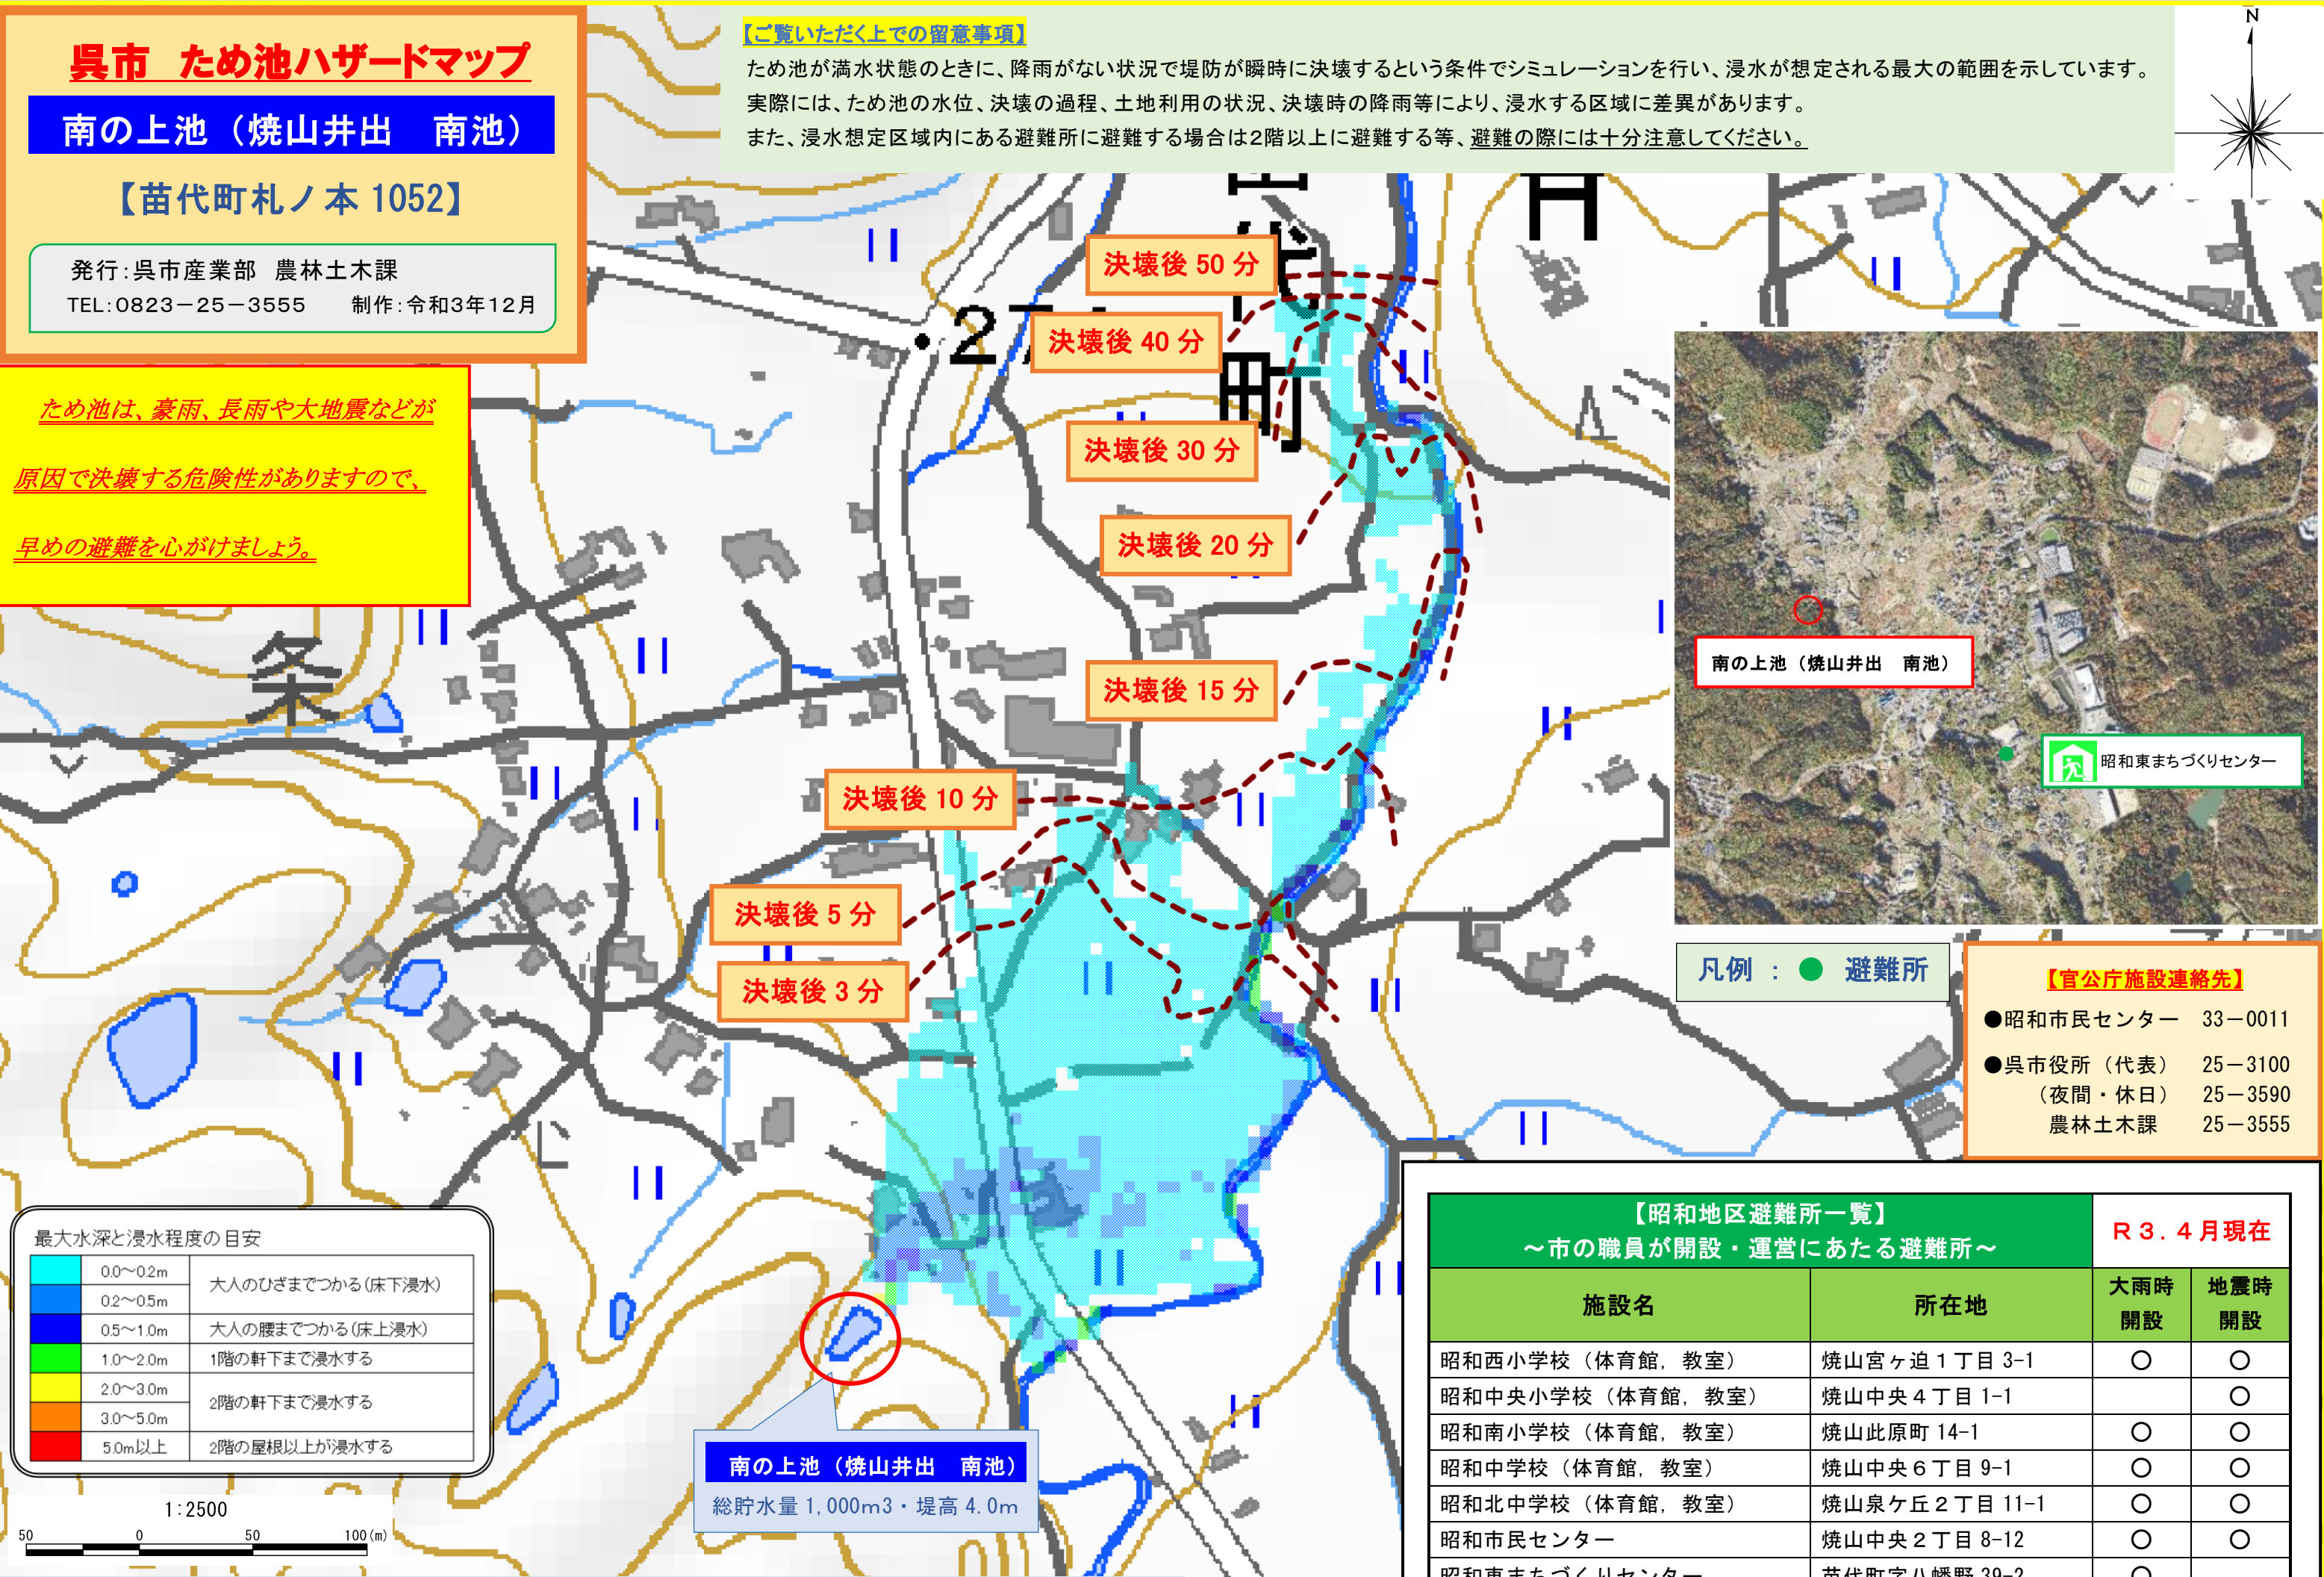 呉市　ため池ハザードマップ
南の上池（焼山井出　南池）
【苗代町札ノ本 1052】
発行：呉市産業部　農林土木課
TEL：0823－25－3555　　制作：令和3年12月
ため池は、豪雨、長雨や大地震などが
原因で決壊する危険性がありますので、
早めの避難を心がけましょう。
【ご覧いただく上での留意事項】
ため池が満水状態のときに、降雨がない状況で堤防が瞬時に決壊するという条件でシミュレーションを行い、浸水が想定される最大の範囲を示しています。
実際には、ため池の水位、決壊の過程、土地利用の状況、決壊時の降雨等により、浸水する区域に差異があります。
また、浸水想定区域内にある避難所に避難する場合は2階以上に避難する等、避難の際には十分注意してください。
N
町
条
決壊後 50 分
決壊後 40 分
決壊後 30 分
決壊後 20 分
決壊後 15 分
決壊後 10 分
決壊後 5 分
決壊後 3 分
南の上池（焼山井出　南池）
昭和東まちづくりセンター
凡例 ： ● 避難所
【官公庁施設連絡先】
●昭和市民センター　33－0011
●呉市役所（代表）　25－3100
（夜間・休日）　25－3590
農林土木課　25－3555
最大水深と浸水程度の目安
0.0～0.2m　大人のひざまでつかる（床下浸水）
0.2～0.5m
0.5～1.0m　大人の腰までつかる（床上浸水）
1.0～2.0m　1階の軒下まで浸水する
2.0～3.0m　2階の軒下まで浸水する
3.0～5.0m
5.0m以上　2階の屋根以上が浸水する
1:2500
50　0　50　100(m)
南の上池（焼山井出　南池）
総貯水量 1,000m3・堤高 4.0m
【昭和地区避難所一覧】
～市の職員が開設・運営にあたる避難所～
Ｒ３．４月現在
施設名　所在地　大雨時開設　地震時開設
昭和西小学校（体育館，教室）　焼山宮ヶ迫１丁目 3-1　○　○
昭和中央小学校（体育館，教室）　焼山中央４丁目 1-1　○
昭和南小学校（体育館，教室）　焼山此原町 14-1　○　○
昭和中学校（体育館，教室）　焼山中央６丁目 9-1　○　○
昭和北中学校（体育館，教室）　焼山泉ケ丘２丁目 11-1　○　○
昭和市民センター　焼山中央２丁目 8-12　○　○
昭和東まちづくりセンター　苗代町字八幡野 39-2　○